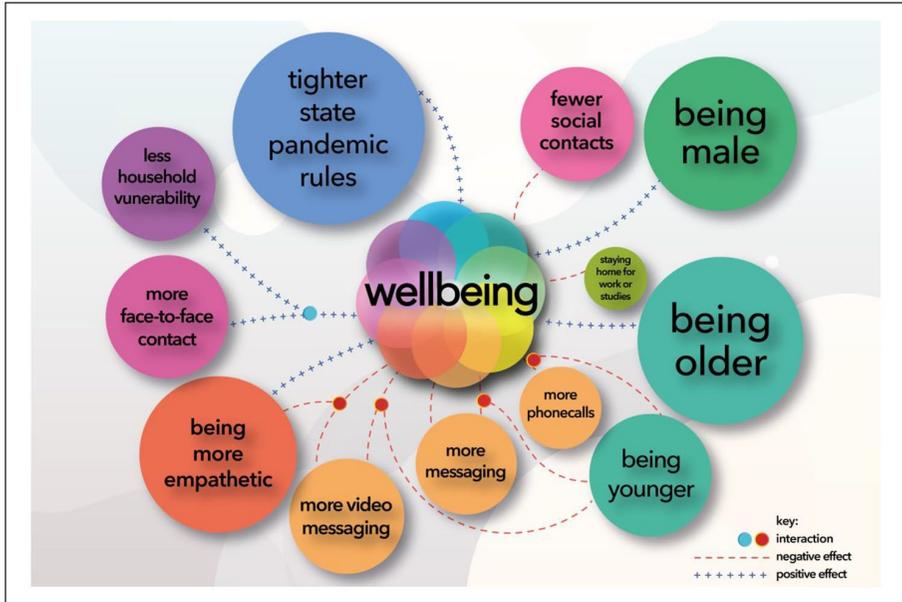 tighter
state
pandemic
rules
fewer
social
contacts
being
male
less
household
vunerability
staying
home for
work or
studies
wellbeing
more
face-to-face
contact
being
older
more
phonecalls
being
more
empathetic
more
messaging
being
younger
more video
messaging
key:
interaction
negative effect
positive effect